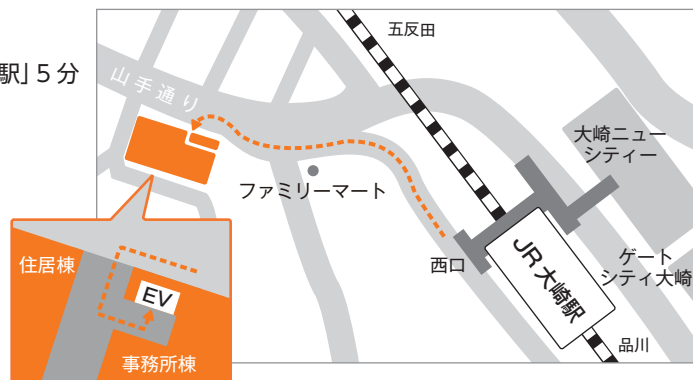 駅」5分
五反田
山手通り
大崎ニュー
シティー
ファミリーマート
西口
JR大崎駅
ゲート
シティ大崎
品川
住居棟
EV
事務所棟